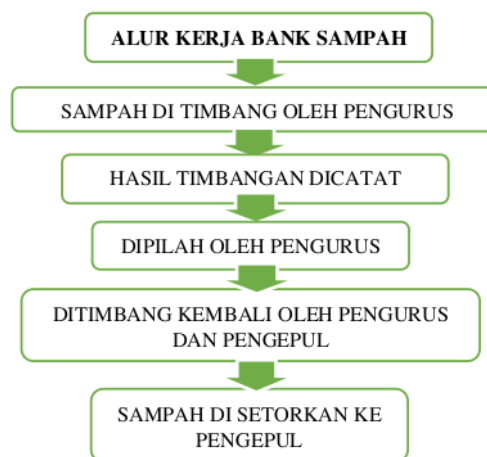 ALUR KERJA BANK SAMPAH
SAMPAH DI TIMBANG OLEH PENGURUS
HASIL TIMBANGAN DICATAT
DIPILAH OLEH PENGURUS
DITIMBANG KEMBALI OLEH PENGURUS
DAN PENGEPUL
SAMPAH DI SETORKAN KE
PENGEPUL